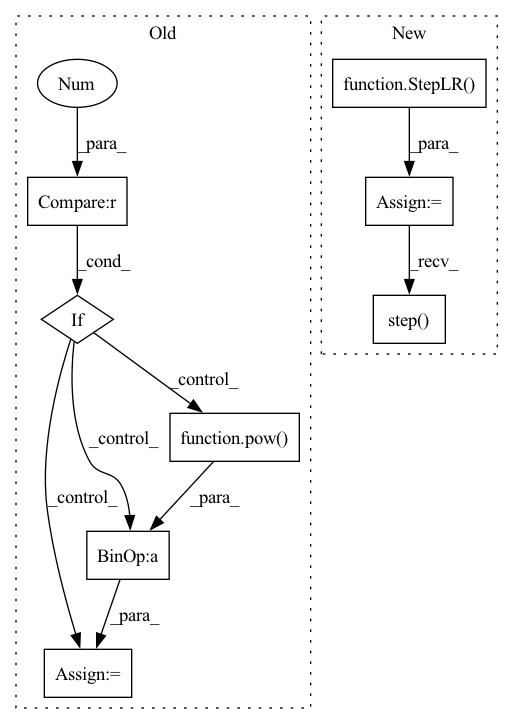 Old
New
Num
function.StepLR()
_para_
_para_
Compare:r
Assign:=
_cond_
_recv_
If
step()
_control_
function.pow()
_control_
_control_
_para_
BinOp:a
_para_
Assign:=